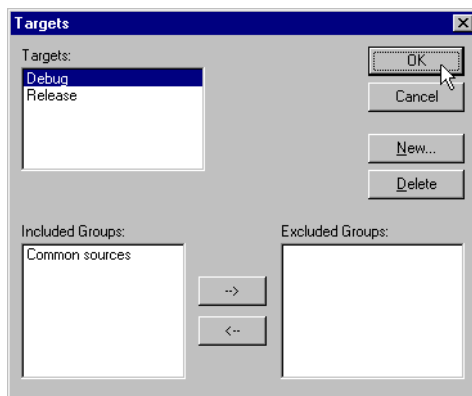 Targets
Targets:
Debug
Release
OK
Cancel
New...
Delete
Included Groups:
Common sources
-->
<--
Excluded Groups: